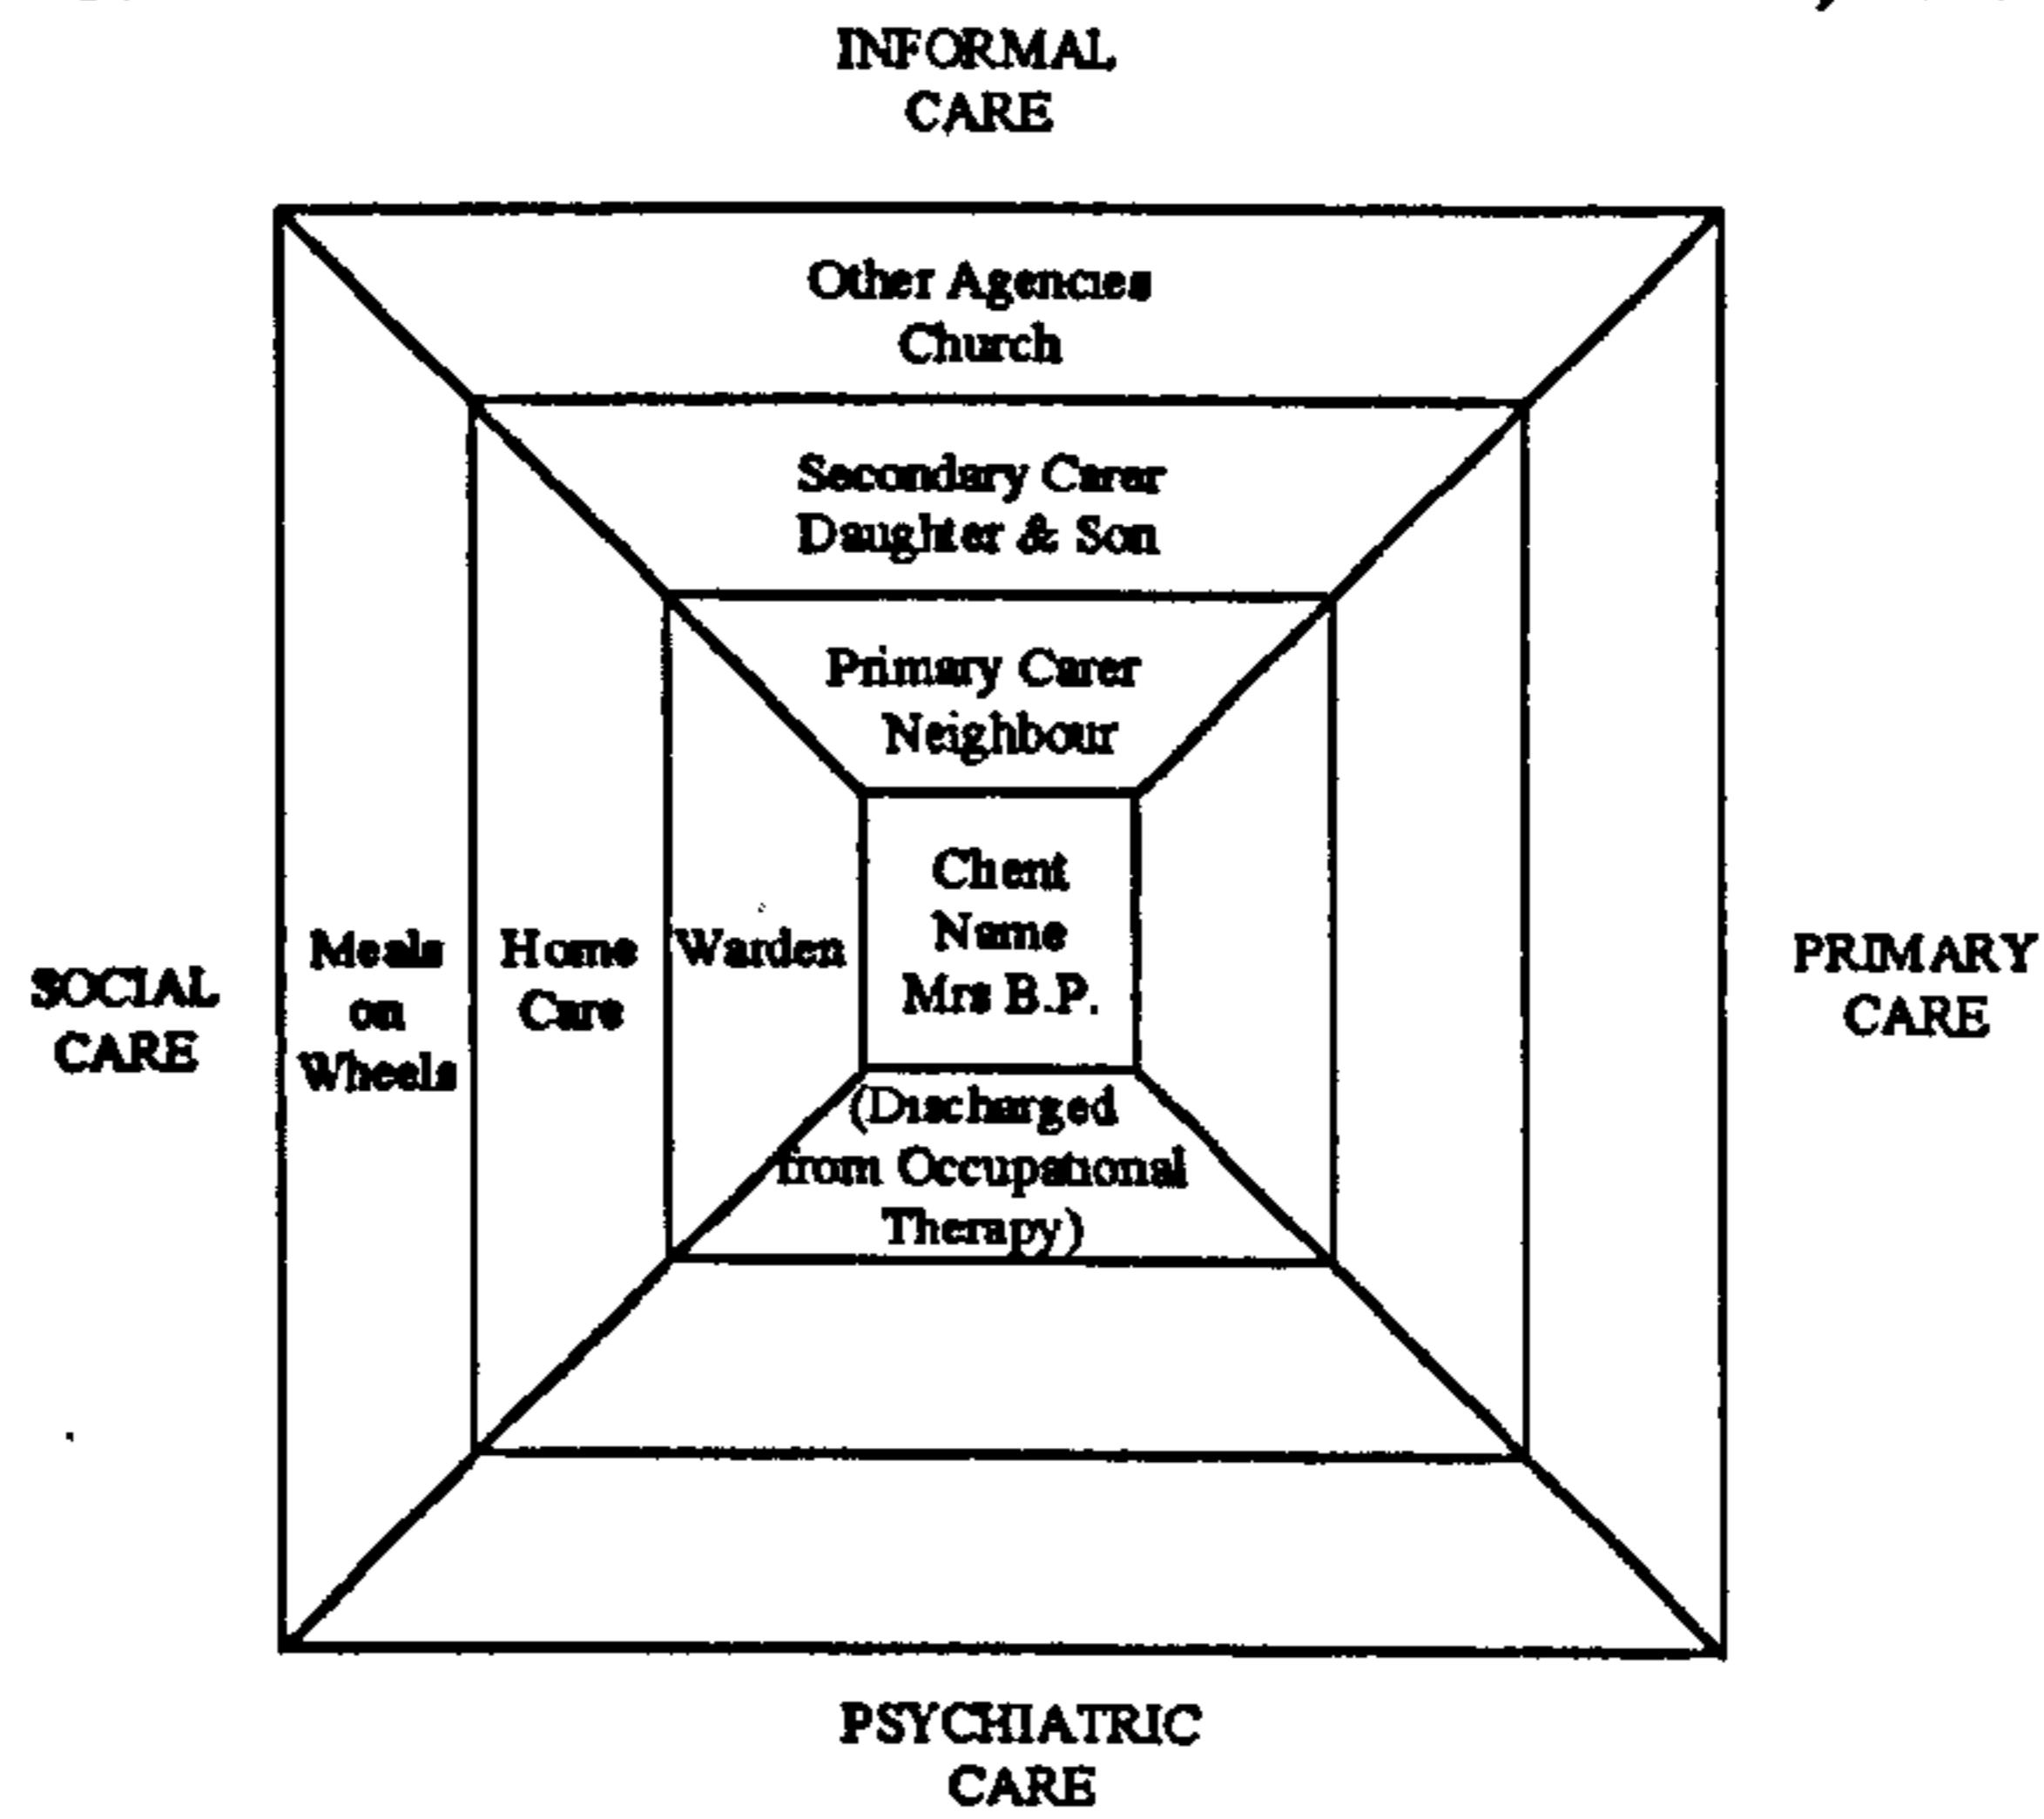 INFORMAL
CARE
Other Agencies
Church
Secondary Carer
Daughter & Son
Primary Carer
Neighbour
Client
Name
Mrs B.P.
Warden
Home
Care
Meals
on
Wheels
SOCIAL
CARE
PRIMARY
CARE
(Discharged
from Occupational
Therapy)
PSYCHIATRIC
CARE